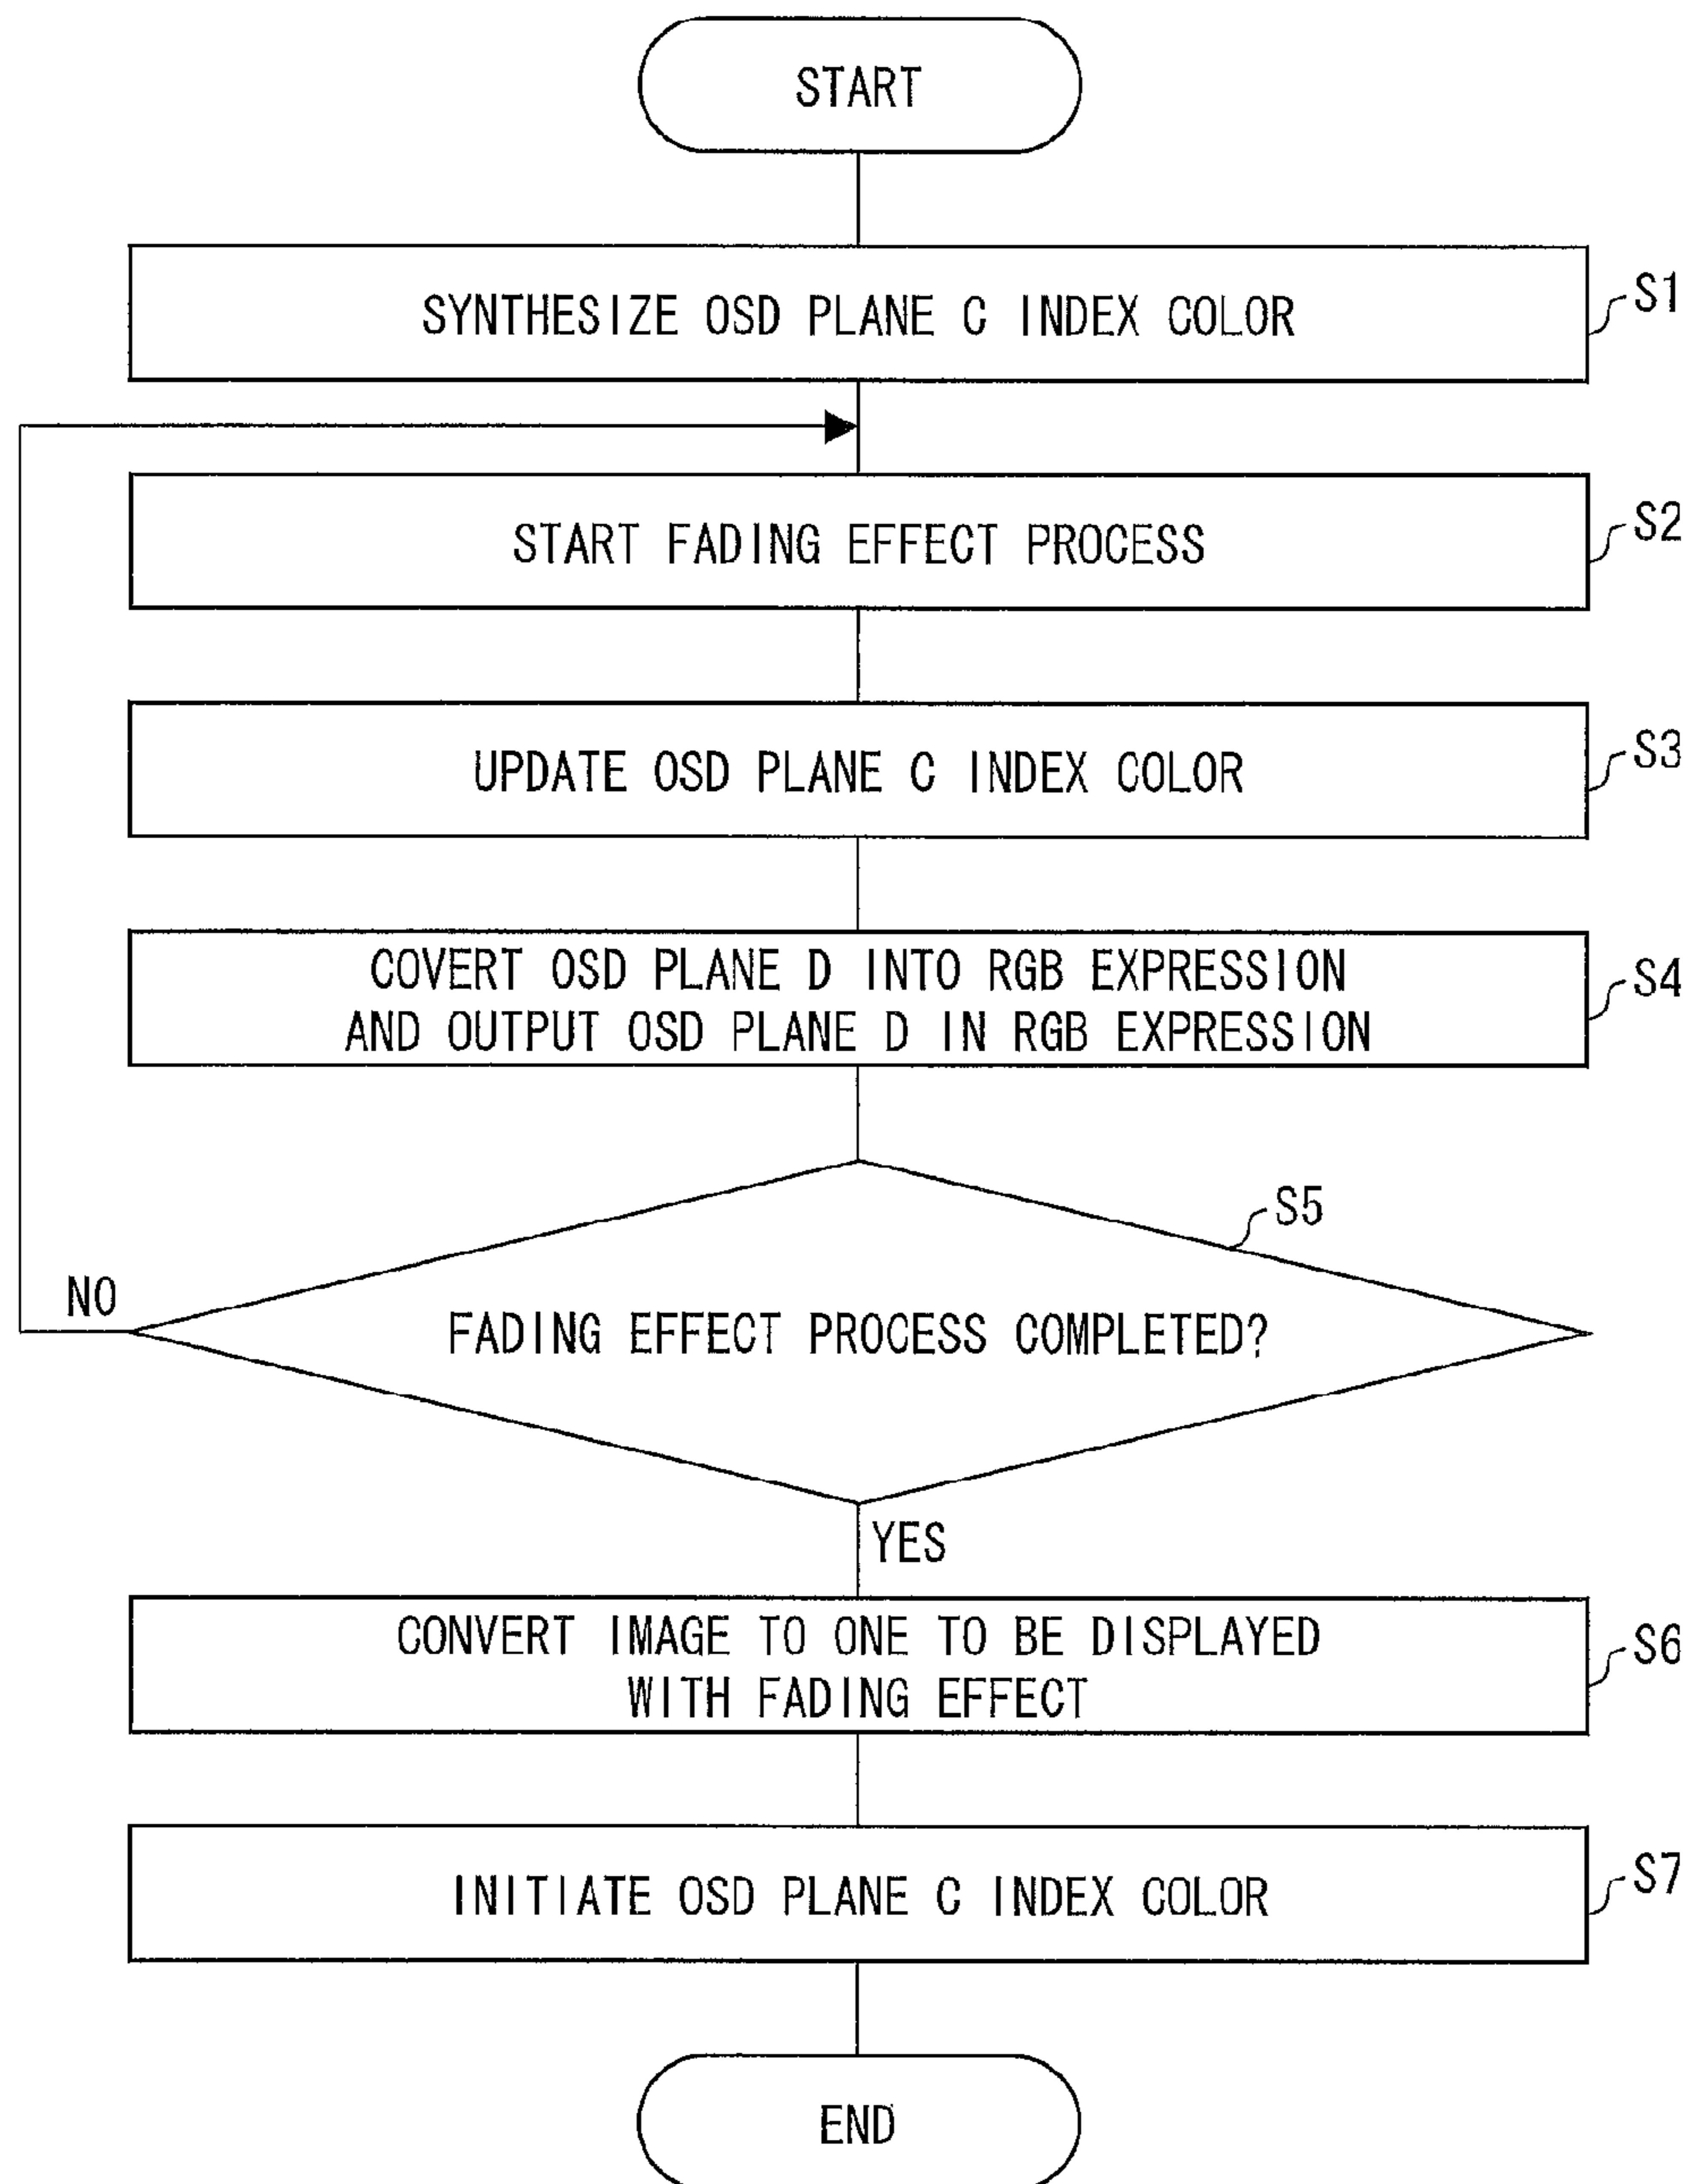 START
SYNTHESIZE OSD PLANE C INDEX COLOR
S1
START FADING EFFECT PROCESS
S2
UPDATE OSD PLANE C INDEX COLOR
S3
COVERT OSD PLANE D INTO RGB EXPRESSION
AND OUTPUT OSD PLANE D IN RGB EXPRESSION
S4
S5
NO
FADING EFFECT PROCESS COMPLETED?
YES
CONVERT IMAGE TO ONE TO BE DISPLAYED
WITH FADING EFFECT
S6
INITIATE OSD PLANE C INDEX COLOR
S7
END